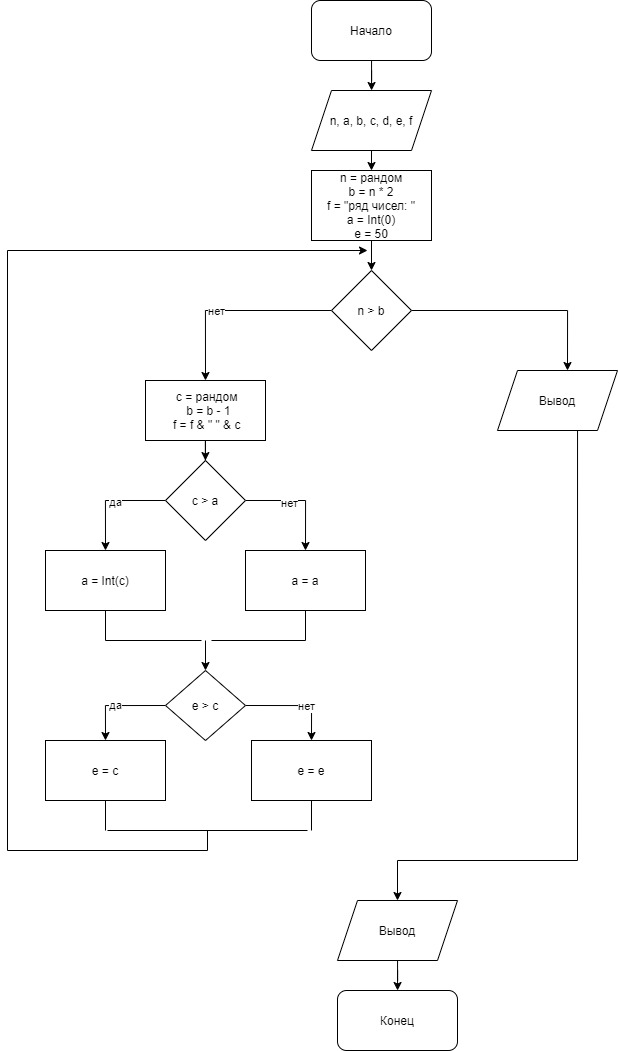 Начало
n, a, b, c, d, e, f
n = рандом
b = n * 2
f = "ряд чисел: "
a = Int(0)
e = 50
n > b
нет
c = рандом
b = b - 1
f = f & " " & c
Вывод
c > a
да
нет
a = Int(c)
a = a
e > c
да
нет
e = c
e = e
Вывод
Конец